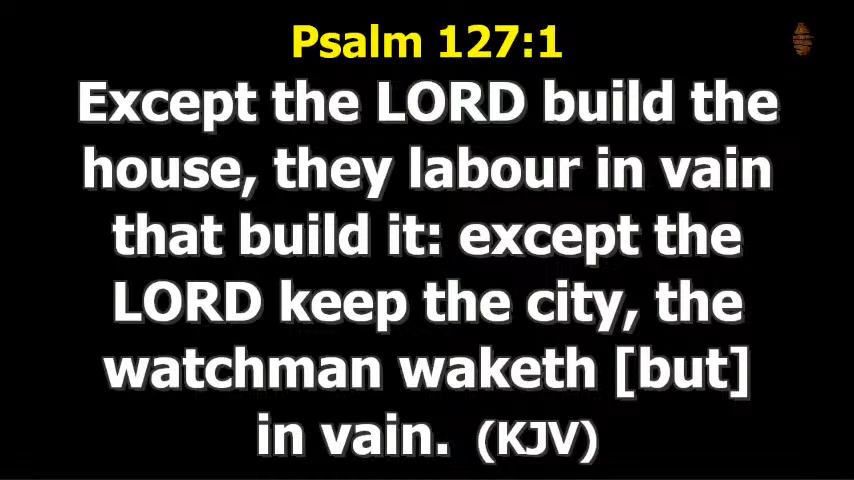 Psalm 127:1
Except the LORD build the
house, they labour in vain
that build it: except the
LORD keep the city, the
watchman waketh [but]
in vain. (KJV)